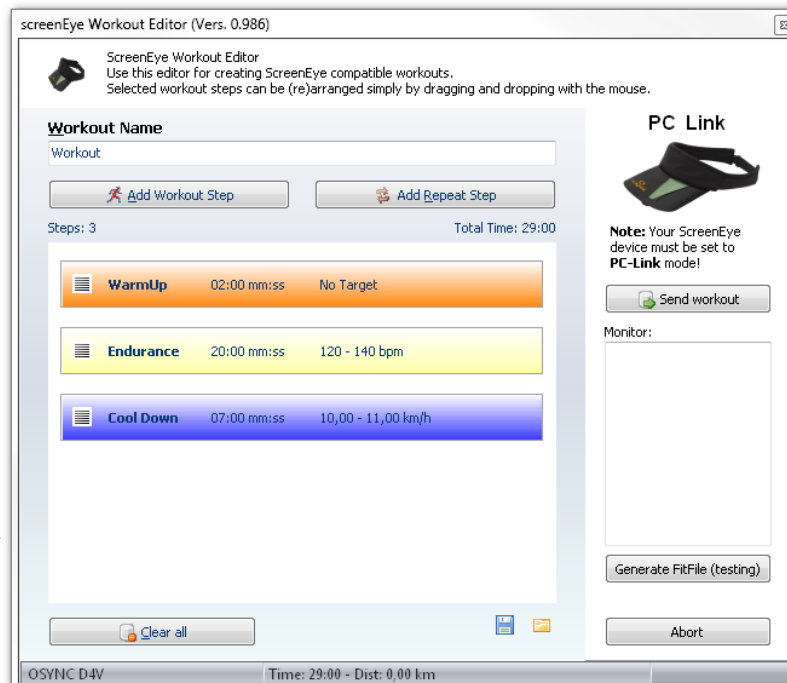 screenEye Workout Editor (Vers. 0.986)
ScreenEye Workout Editor
Use this editor for creating ScreenEye compatible workouts.
Selected workout steps can be (re)arranged simply by dragging and dropping with the mouse.
Workout Name
Workout
Add Workout Step
Add Repeat Step
Steps: 3
Total Time: 29:00
WarmUp 02:00 mm:ss No Target
Endurance 20:00 mm:ss 120 - 140 bpm
Cool Down 07:00 mm:ss 10,00 - 11,00 km/h
Clear all
PC Link
Note: Your ScreenEye
device must be set to
PC-Link mode!
Send workout
Monitor:
Generate FitFile (testing)
Abort
OSYNC D4V
Time: 29:00 - Dist: 0,00 km